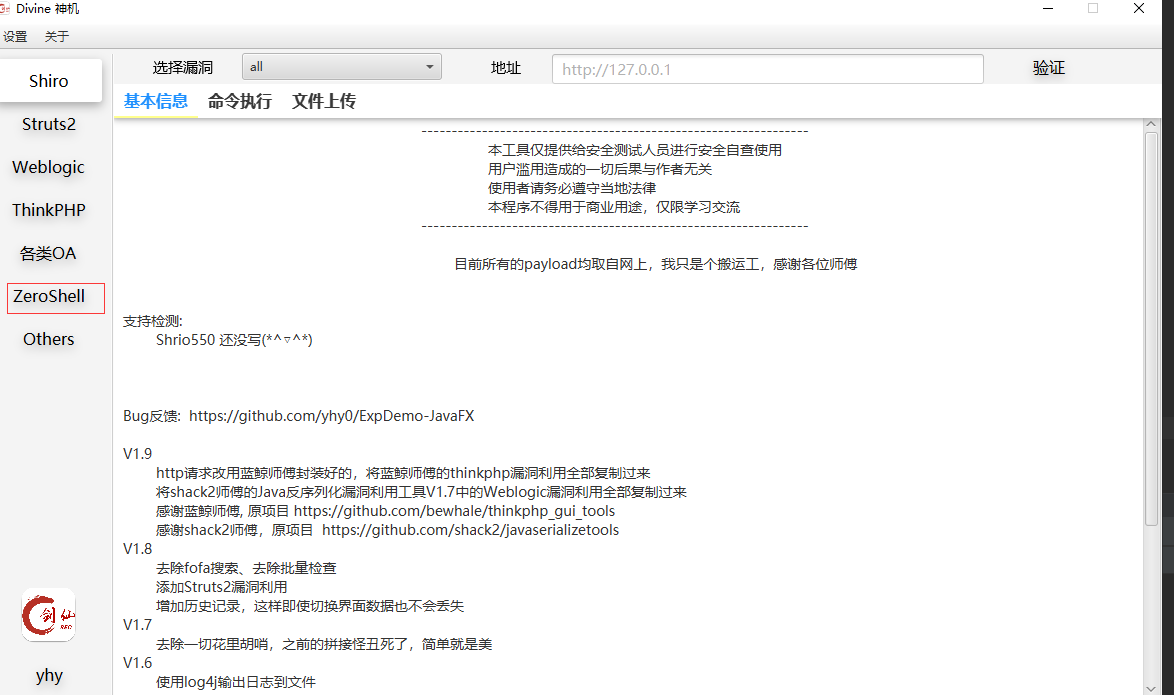 Divine 神机
设置 关于
选择漏洞 all 地址 http://127.0.0.1 验证
基本信息 命令执行 文件上传
Shiro
Struts2
Weblogic
ThinkPHP
各类OA
ZeroShell
Others
剑仙
REC
yhy
----------------------------------------------------------------
本工具仅提供给安全测试人员进行安全自查使用
用户滥用造成的一切后果与作者无关
使用者请务必遵守当地法律
本程序不得用于商业用途，仅限学习交流
----------------------------------------------------------------
目前所有的payload均取自网上，我只是个搬运工，感谢各位师傅
支持检测:
Shrio550 还没写(*^▽^*)
Bug反馈: https://github.com/yhy0/ExpDemo-JavaFX
V1.9
http请求改用蓝鲸师傅封装好的，将蓝鲸师傅的thinkphp漏洞利用全部复制过来
将shack2师傅的Java反序列化漏洞利用工具V1.7中的Weblogic漏洞利用全部复制过来
感谢蓝鲸师傅, 原项目 https://github.com/bewhale/thinkphp_gui_tools
感谢shack2师傅，原项目 https://github.com/shack2/javaserializetools
V1.8
去除fofa搜索、去除批量检查
添加Struts2漏洞利用
增加历史记录，这样即使切换界面数据也不会丢失
V1.7
去除一切花里胡哨，之前的拼接怪丑死了，简单就是美
V1.6
使用log4j输出日志到文件